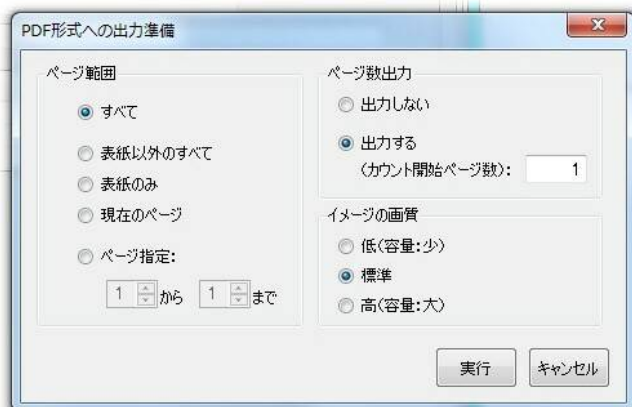 PDF形式への出力準備
ページ範囲
すべて
表紙以外のすべて
表紙のみ
現在のページ
ページ指定:
1 から 1 まで
ページ数出力
出力しない
出力する
(カウント開始ページ数): 1
イメージの画質
低(容量:少)
標準
高(容量:大)
実行 キャンセル